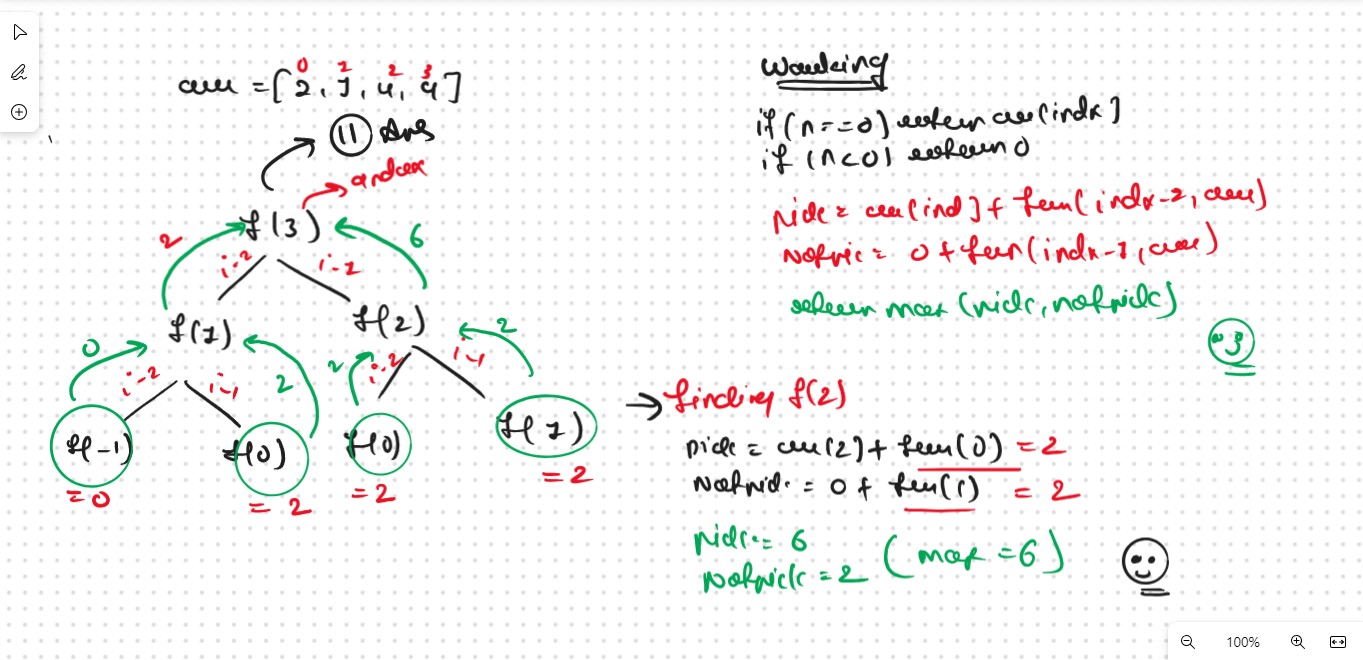 0 1 2 3
arr = [2, 1, 4, 9]
11 Ans
index
f(3)
2
6
i-2
i-1
f(1)
f(2)
0
i-2
i-1
2
2
i-2
i-1
2
f(-1)
f(0)
f(0)
f(1)
= 0
= 2
= 2
= 2
Working
if (n==0) return arr[indx]
if (n<0) return 0
pick = arr[ind] + fun(indx-2, arr)
notpic = 0 + fun(indx-1, arr)
return max (pick, notpick)
→ finding f(2)
pick = arr[2] + fun(0) = 2
Notpick = 0 + fun(1) = 2
pick = 6
Notpick = 2
(max = 6)
100%